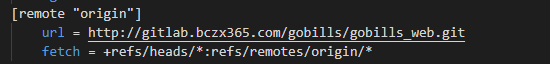 [remote "origin"]
url = http://gitlab.bczx365.com/gobills/gobills_web.git
fetch = +refs/heads/*:refs/remotes/origin/*